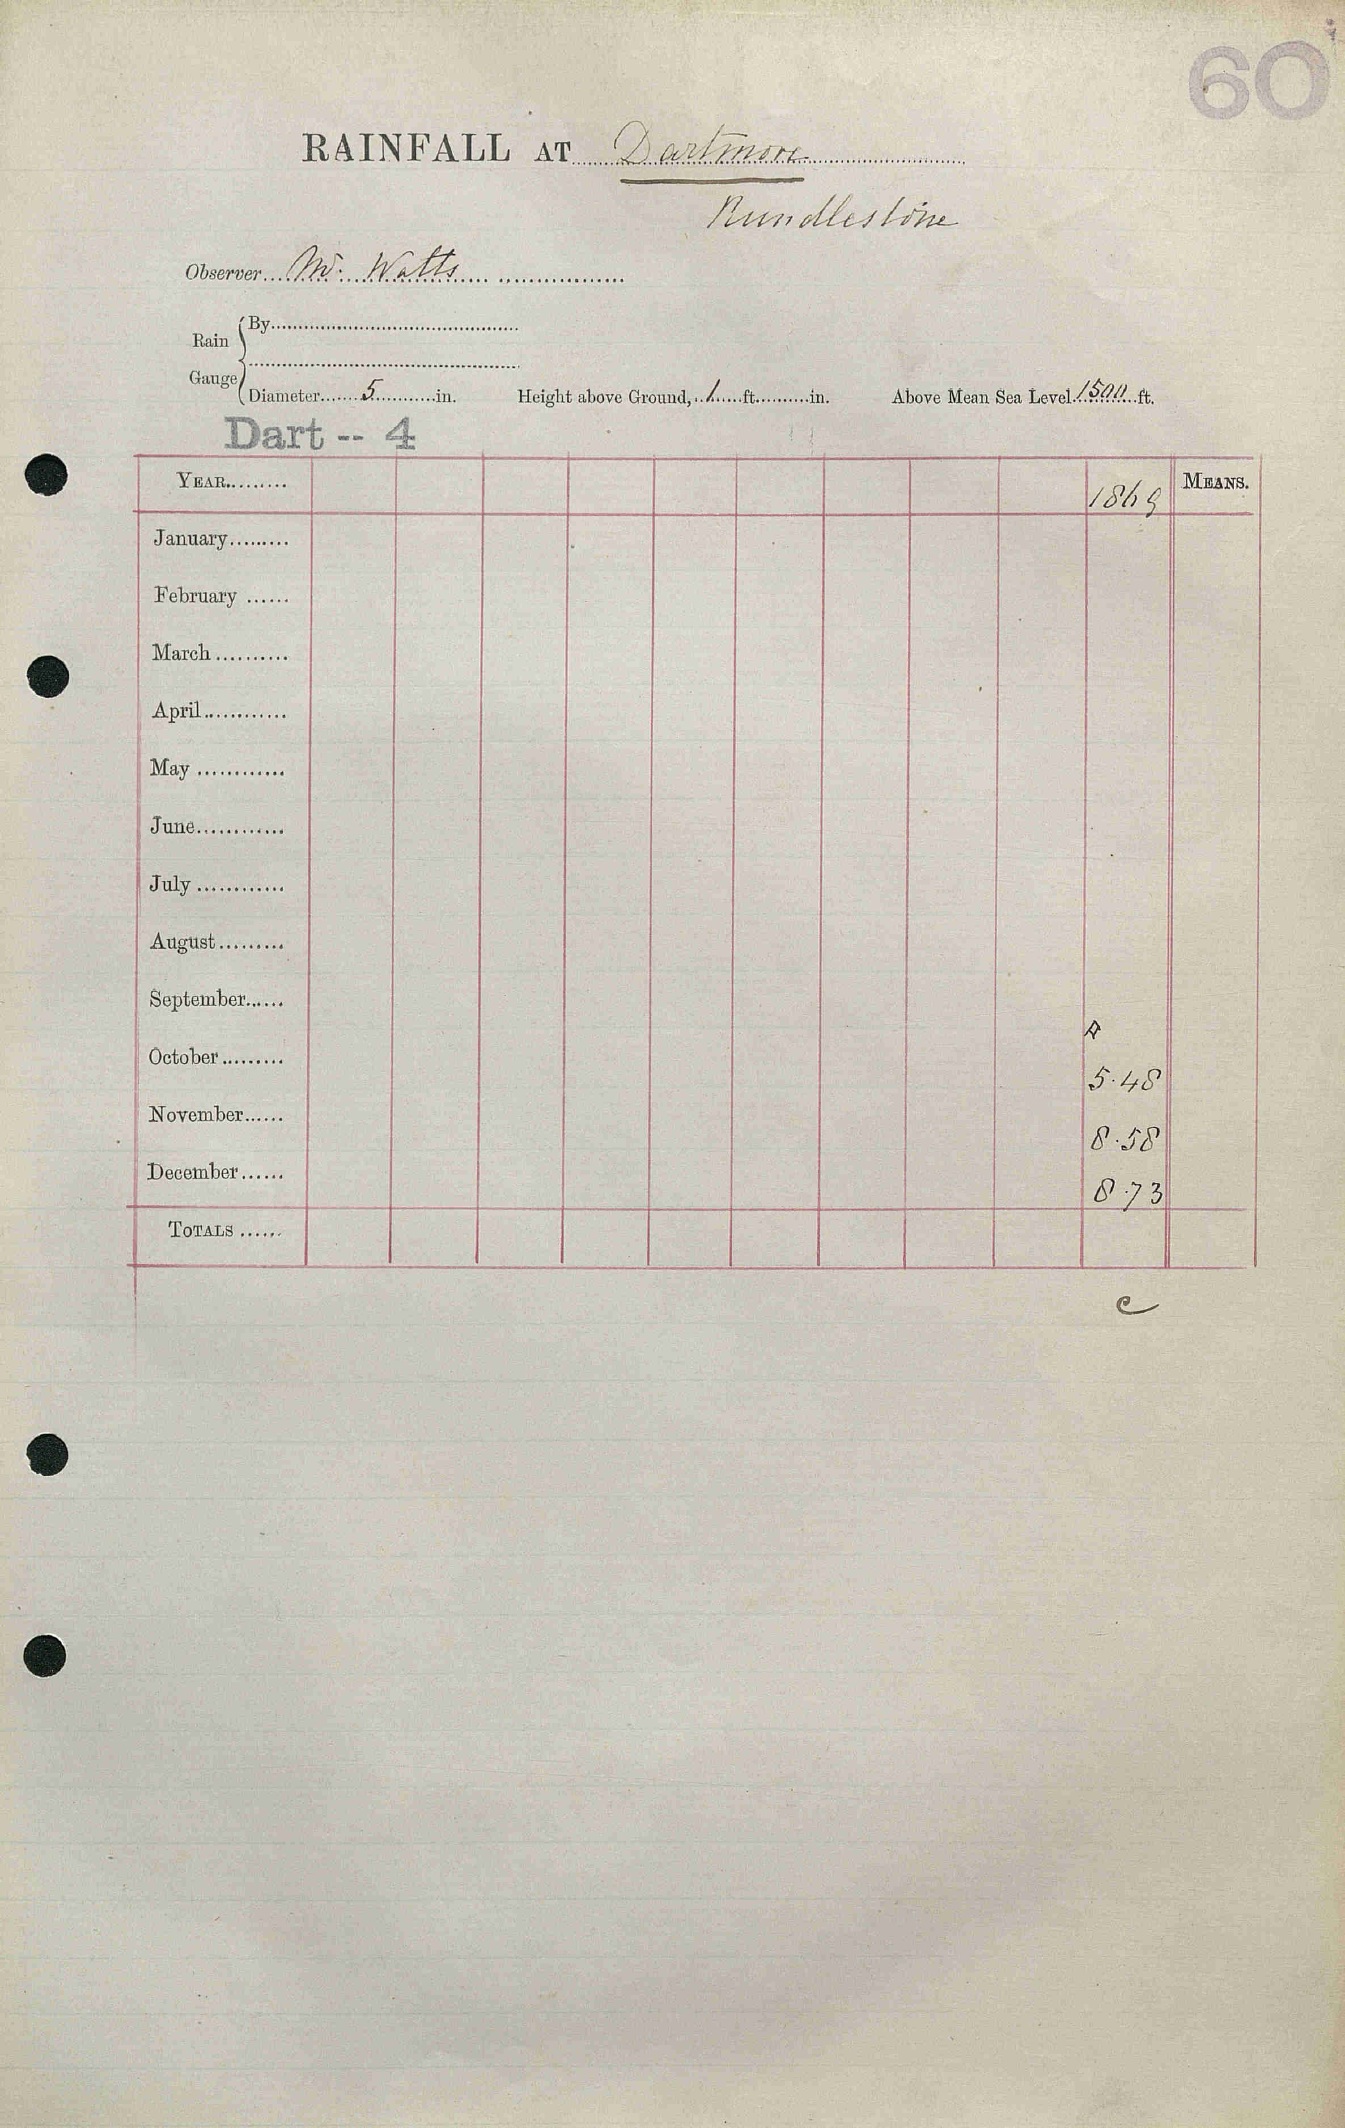 60
RAINFALL AT Dartmoor
Rundlestone
Observer Mr. Watts
Rain Gauge
By
Diameter 5 in. Height above Ground, 1 ft. in. Above Mean Sea Level 1500 ft.
Dart -- 4
YEAR 1869 MEANS.
January
February
March
April
May
June
July
August
September
A
October 5.48
November 8.58
December 8.73
TOTALS
C